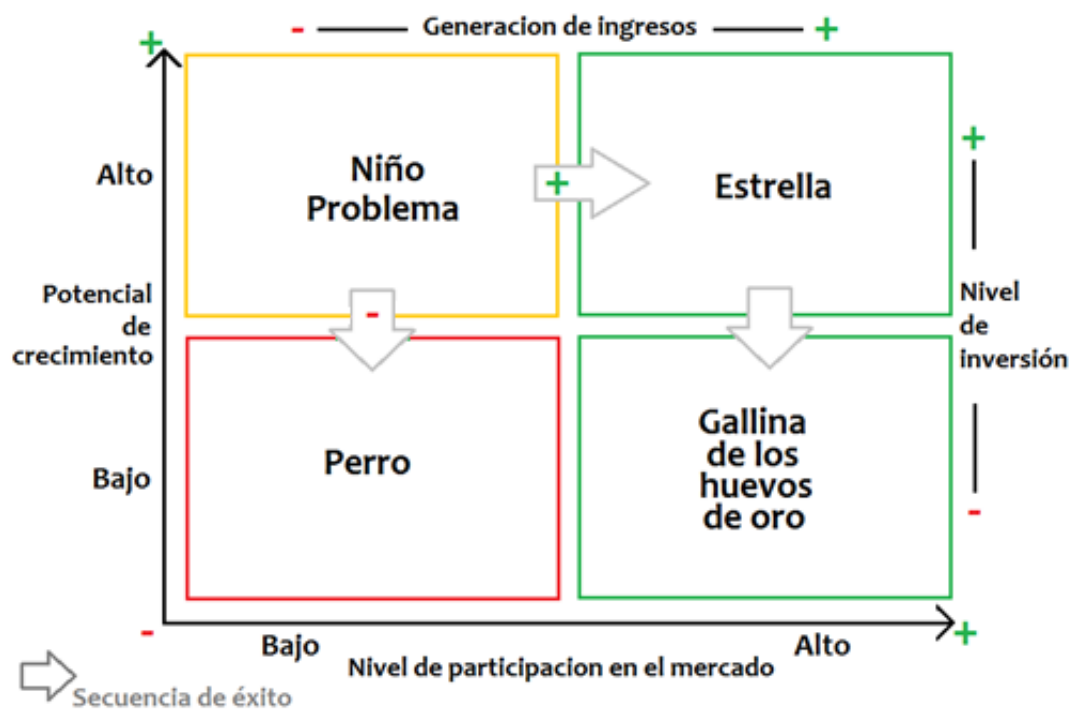 - Generacion de ingresos +
+
Alto
Potencial
de
crecimiento
Bajo
Niño
Problema
+
Estrella
-
Perro
Gallina
de los
huevos
de oro
+
Nivel
de
inversión
-
-
Bajo
Alto
+
Nivel de participacion en el mercado
Secuencia de éxito